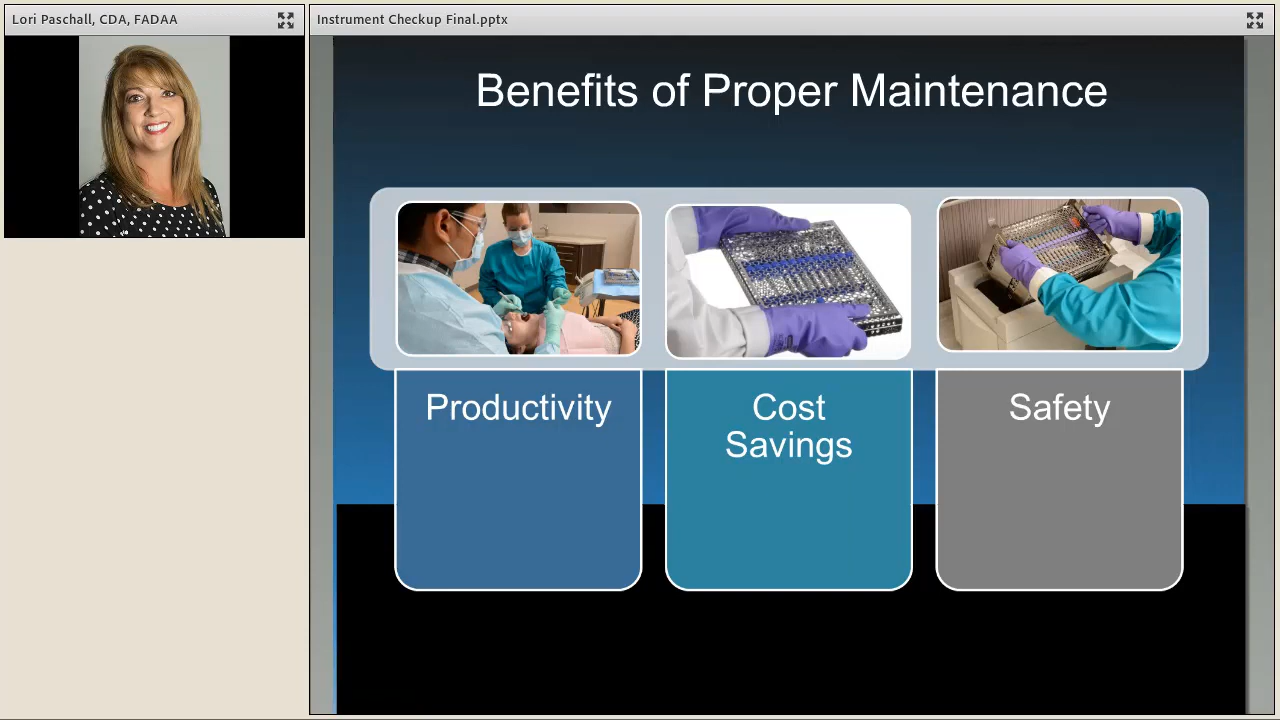 Lori Paschall, CDA, FADAA
Instrument Checkup Final.pptx
Benefits of Proper Maintenance
Productivity
Cost
Savings
Safety